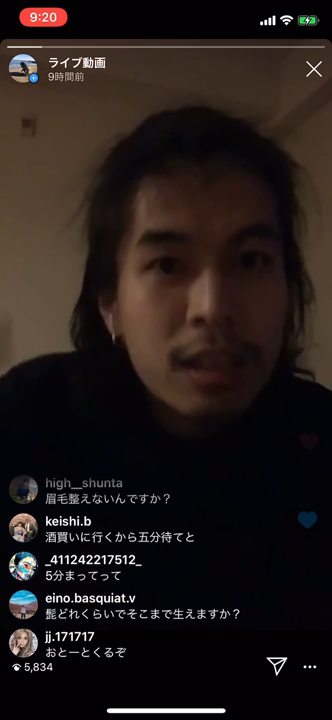 9:20
ライブ動画
9時間前
high__shunta
眉毛整えないんですか？
keishi.b
酒買いに行くから五分待てと
_411242217512_
5分まってって
eino.basquiat.v
髭どれくらいでそこまで生えますか？
jj.171717
おとーとくるぞ
5,834